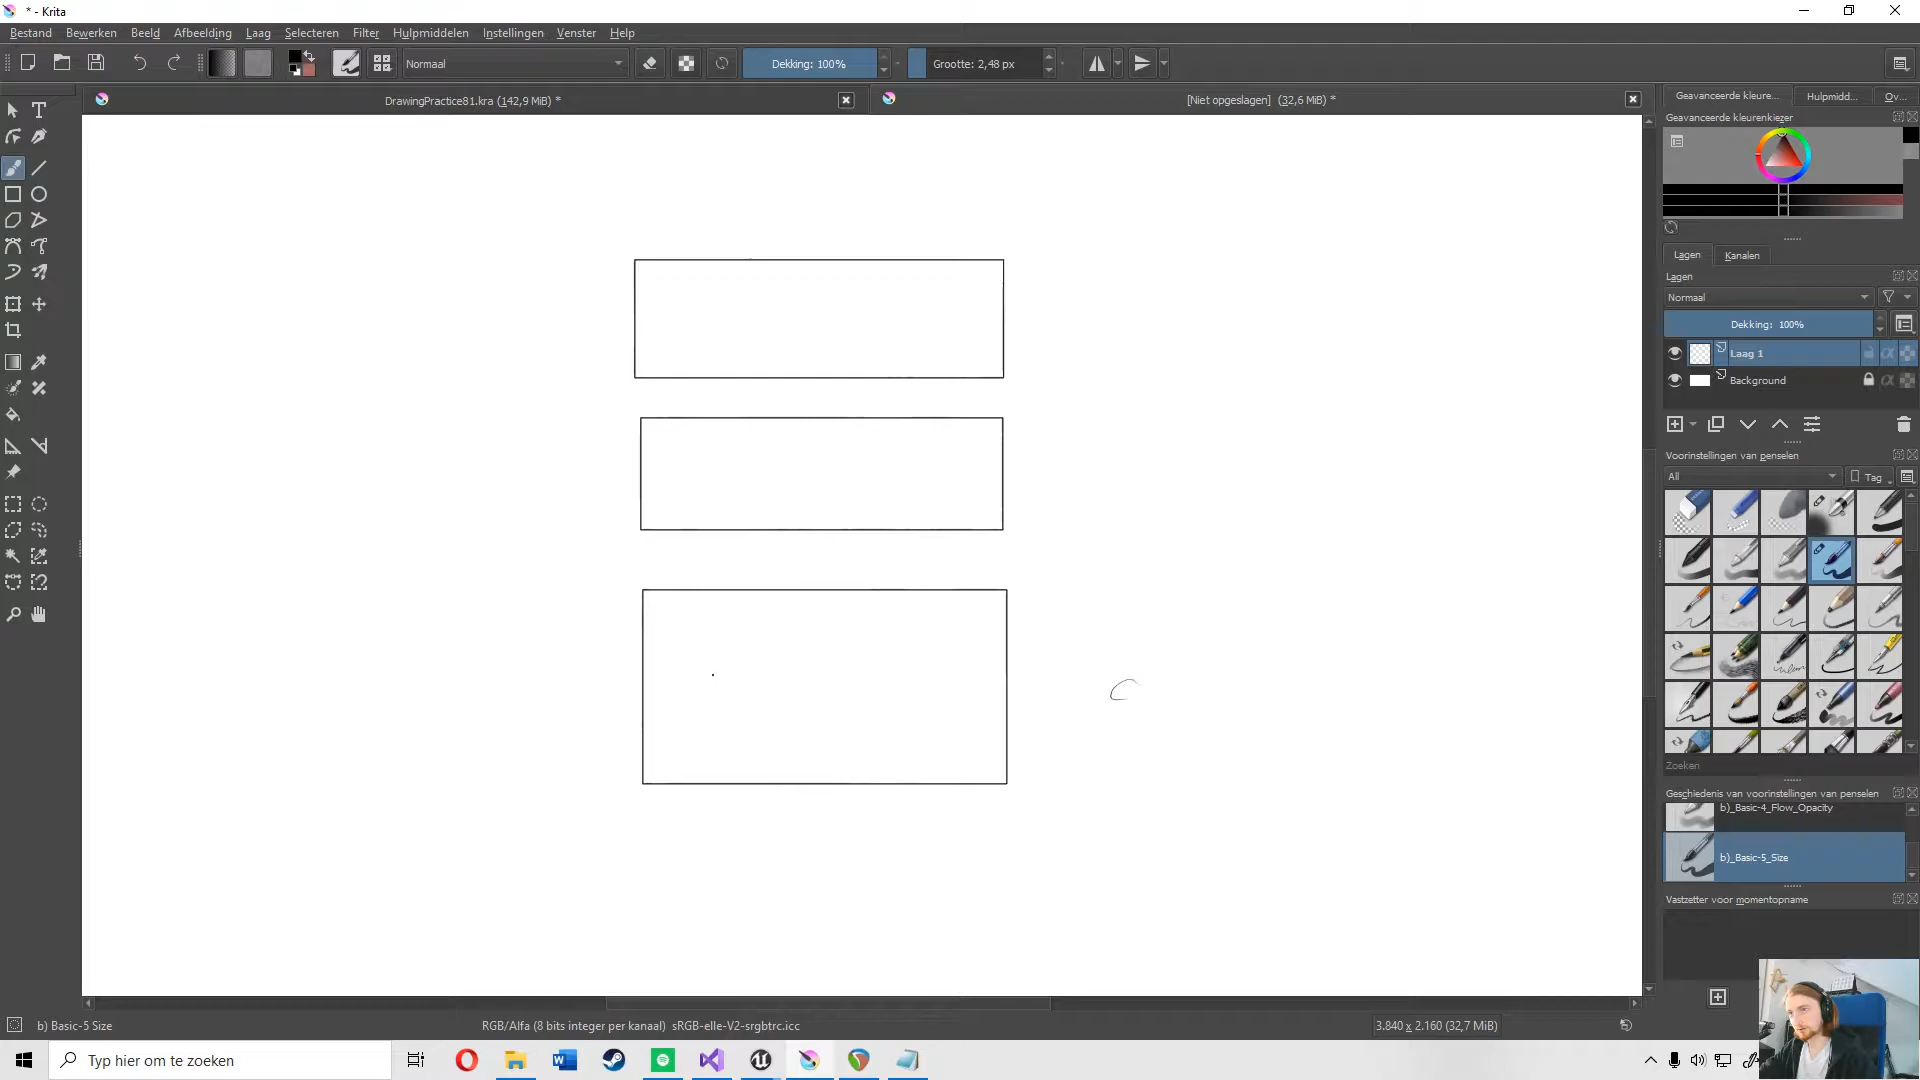 * - Krita
Bestand Bewerken Beeld Afbeelding Laag Selecteren Filter Hulpmiddelen Instellingen Venster Help
Normaal Dekking: 100% Grootte: 2,48 px
DrawingPractice81.kra (142,9 MiB) * [Niet opgeslagen] (32,6 MiB) * Geavanceerde kleure... Hulpmidd... Ov...
Geavanceerde kleurenkiezer
Lagen Kanalen
Lagen
Normaal
Dekking: 100%
Laag 1
Background
Voorinstellingen van penselen
All Tag
Zoeken
Geschiedenis van voorinstellingen van penselen
b)_Basic-4_Flow_Opacity
b)_Basic-5_Size
Vastzetter voor momentopname
b) Basic-5 Size RGB/Alfa (8 bits integer per kanaal) sRGB-elle-V2-srgbtrc.icc 3.840 x 2.160 (32,7 MiB)
Typ hier om te zoeken